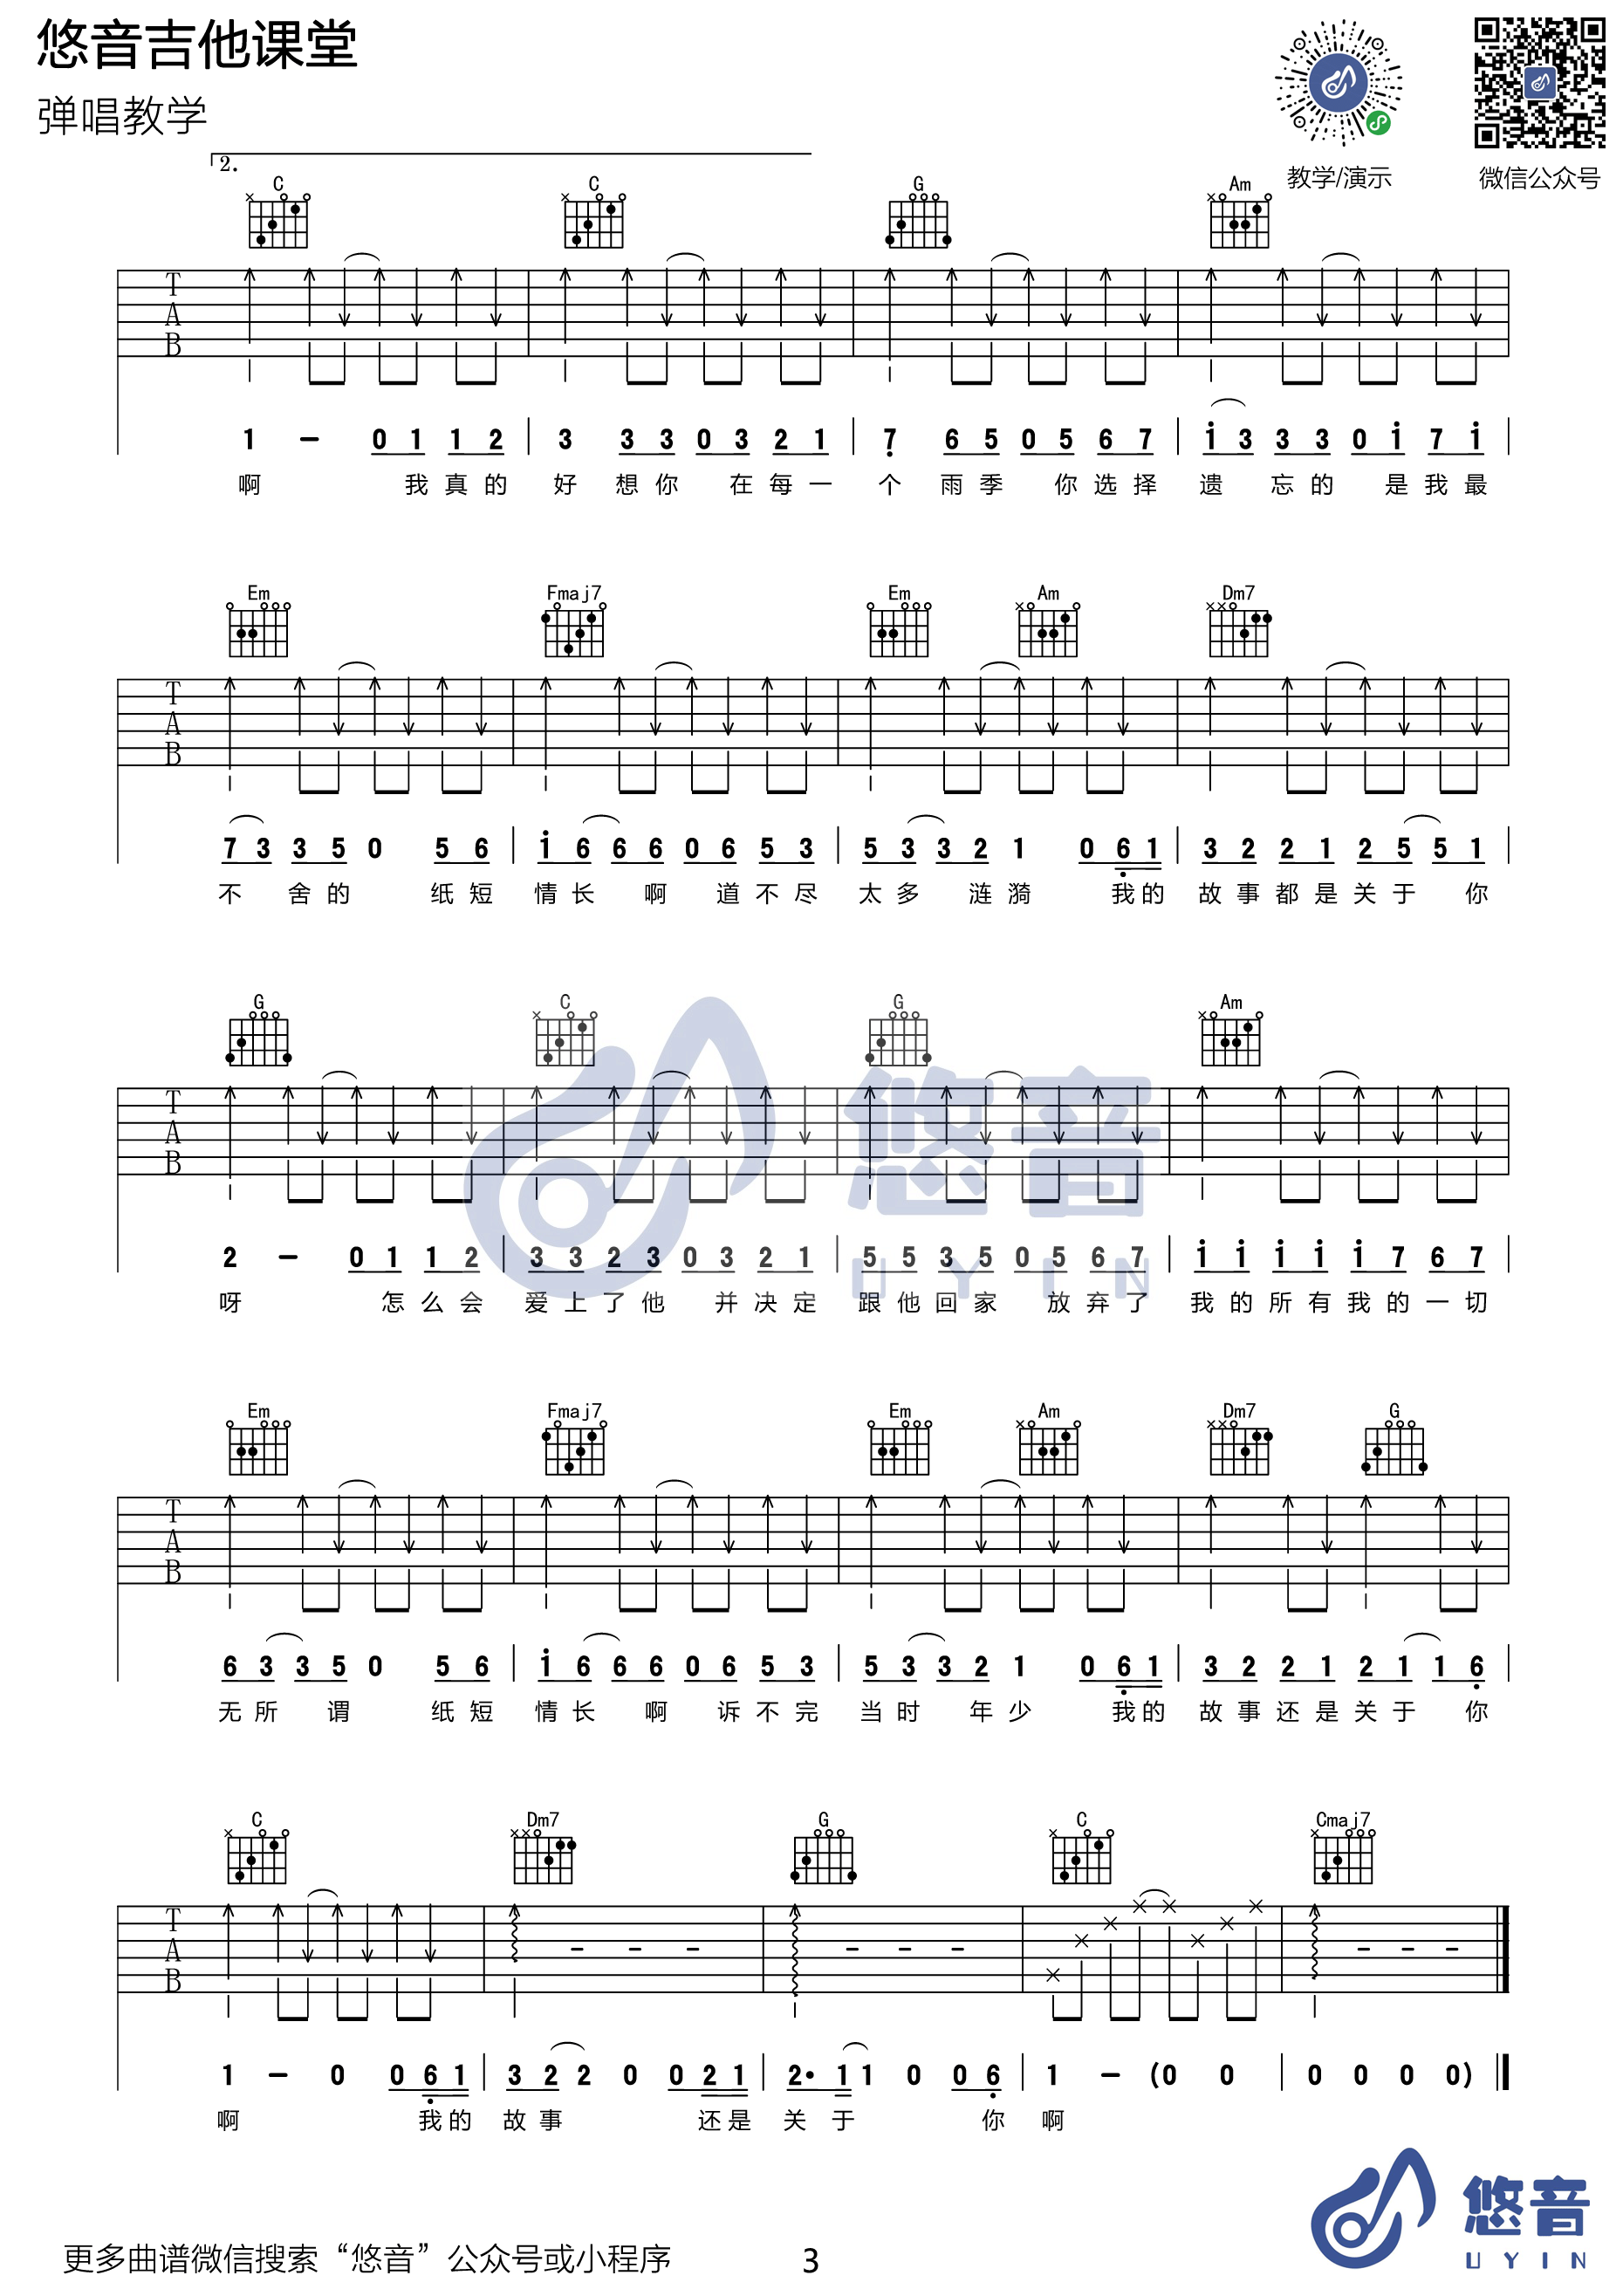 悠音吉他课堂
弹唱教学
教学/演示 微信公众号
2.
C C G Am
T
A
B
1 – 0 1 1 2 3 3 3 0 3 2 1 7 6 5 0 5 6 7 1 3 3 3 0 1 7 1
啊 我真的 好 想你 在每一 个 雨季 你选择 遗 忘的 是我最
Em Fmaj7 Em Am Dm7
T
A
B
7 3 3 5 0 5 6 1 6 6 6 0 6 5 3 5 3 3 2 1 0 6 1 3 2 2 1 2 5 5 1
不 舍的 纸短 情长 啊 道不尽 太多 涟漪 我的 故事都是关于 你
G C G Am
T
A
B
2 – 0 1 1 2 3 3 2 3 0 3 2 1 5 5 3 5 0 5 6 7 1 1 1 1 1 7 6 7
呀 怎么会 爱上了他 并决定 跟他回家 放弃了 我的所有我的一切
Em Fmaj7 Em Am Dm7 G
T
A
B
6 3 3 5 0 5 6 1 6 6 6 0 6 5 3 5 3 3 2 1 0 6 1 3 2 2 1 2 1 1 6
无所 谓 纸短 情长 啊 诉不完 当时 年少 我的 故事还是关于 你
C Dm7 G C Cmaj7
T
A
B
1 – 0 0 6 1 3 2 2 0 0 2 1 2· 1 1 0 0 6 1 – (0 0 0 0 0 0)
啊 我的 故事 还是 关于 你 啊
悠音
UYIN
更多曲谱微信搜索“悠音”公众号或小程序 3
悠音
UYIN